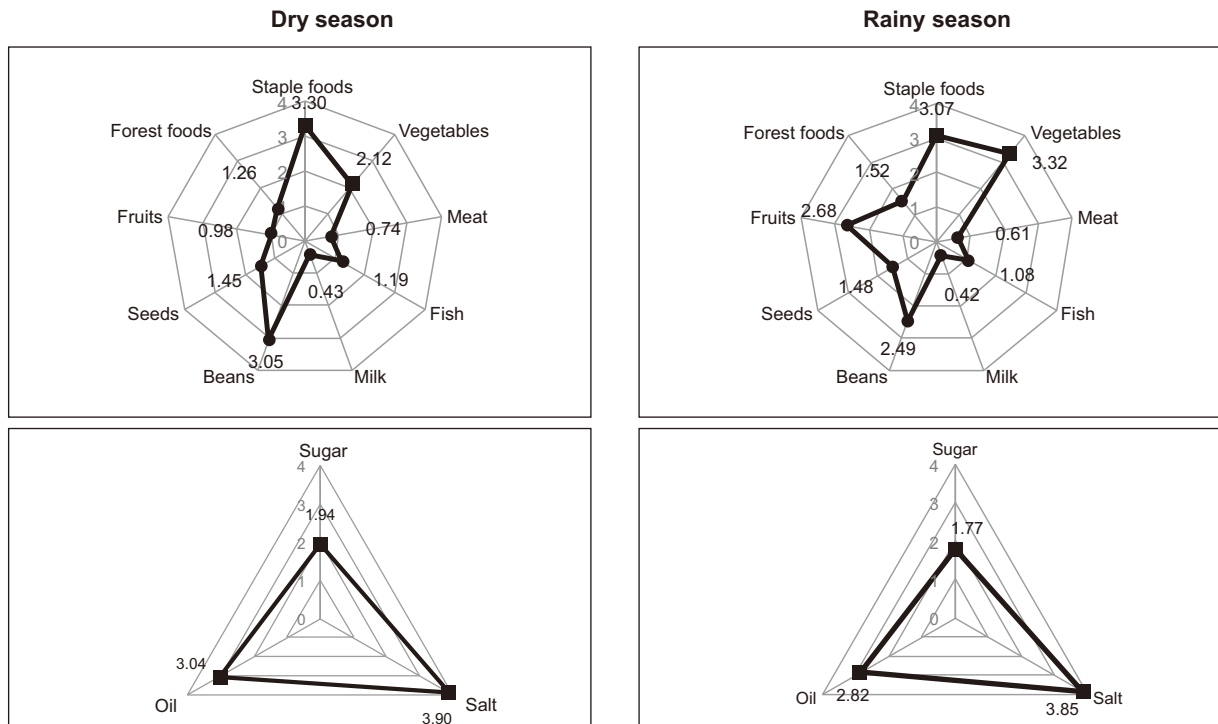 Dry season
Staple foods
4
3.30
Forest foods
Vegetables
3
2.12
1.26
2
Fruits
Meat
0.98
1
0.74
0
1.45
1.19
0.43
Seeds
Fish
3.05
Beans
Milk
Rainy season
Staple foods
4
3.07
Forest foods
Vegetables
3
3.32
1.52
2
Fruits
2.68
Meat
1
0.61
0
1.48
1.08
0.42
Seeds
Fish
2.49
Beans
Milk
Sugar
4
3
1.94
2
1
0
3.04
Oil
Salt
3.90
Sugar
4
3
1.77
2
1
0
2.82
Oil
Salt
3.85